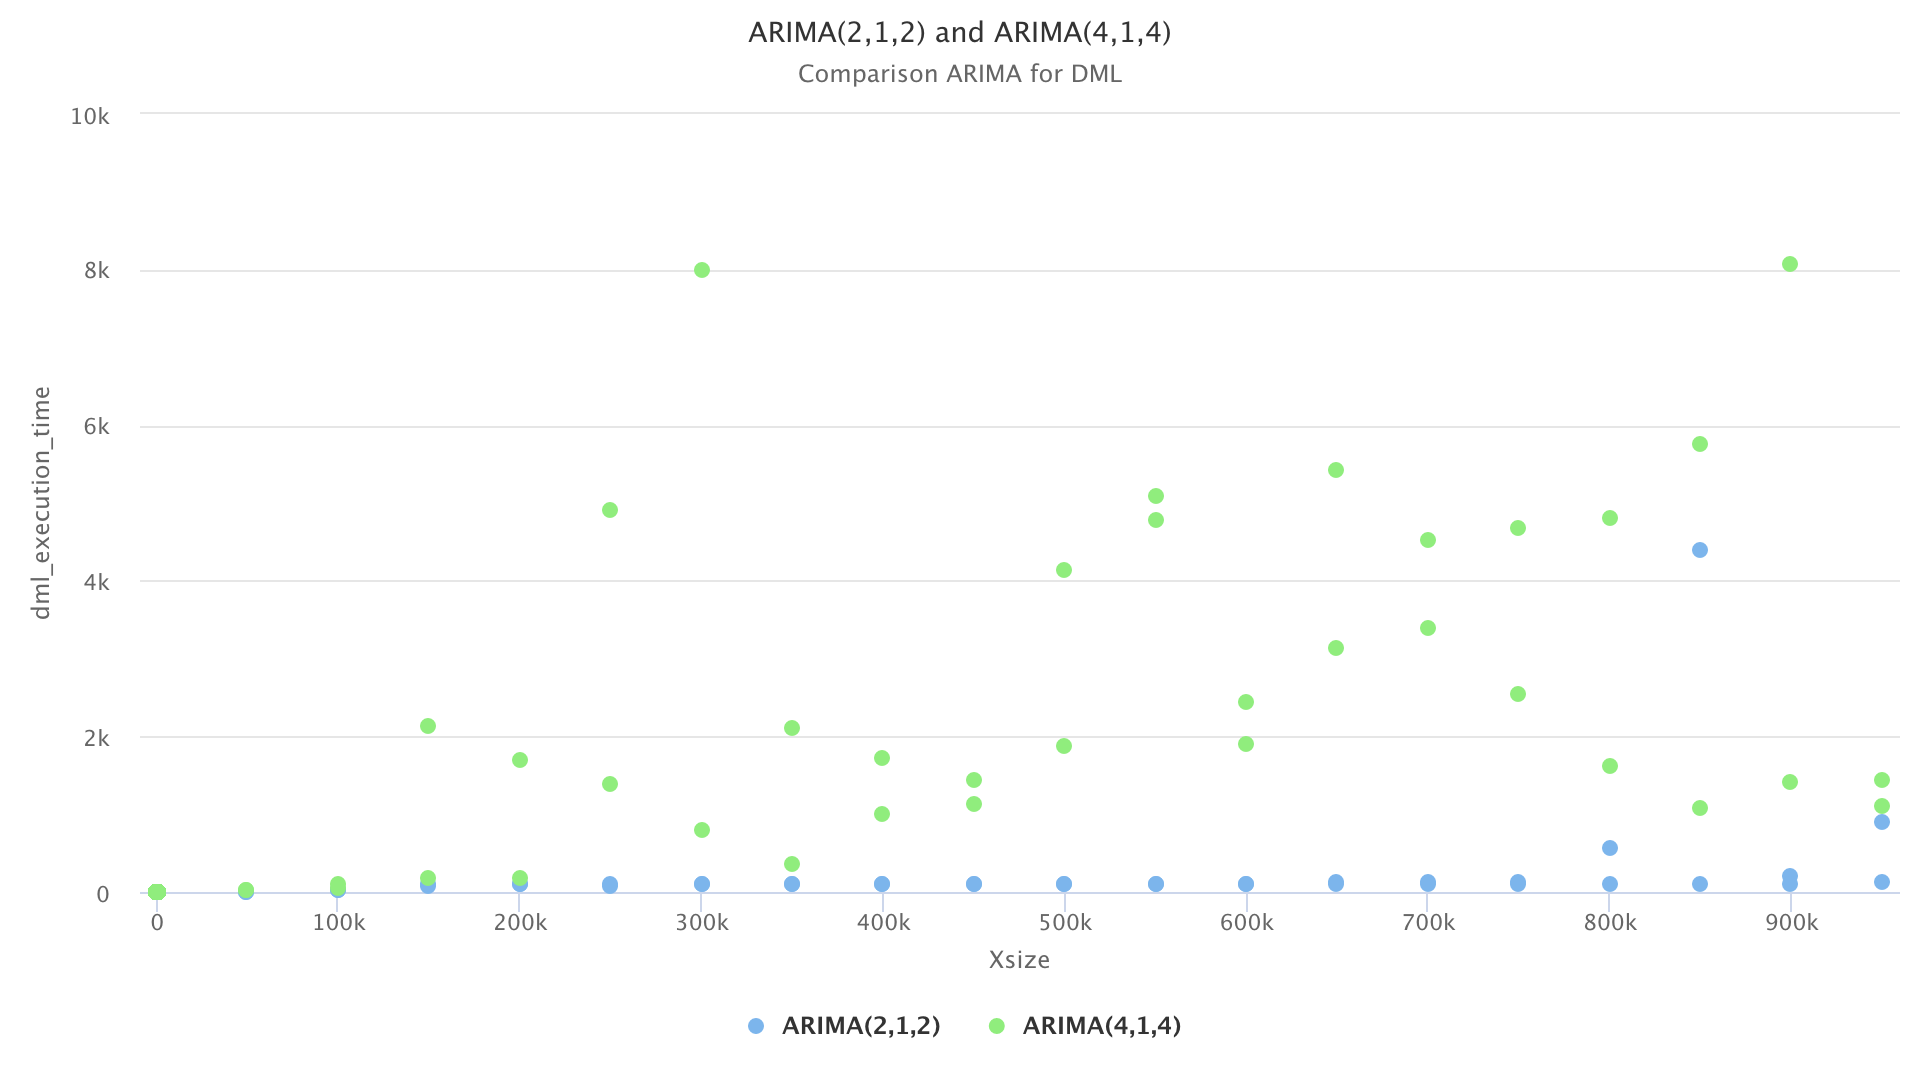 ARIMA(2,1,2) and ARIMA(4,1,4)
Comparison ARIMA for DML
10k
8k
6k
4k
2k
0
dml_execution_time
0 100k 200k 300k 400k 500k 600k 700k 800k 900k
Xsize
ARIMA(2,1,2) ARIMA(4,1,4)